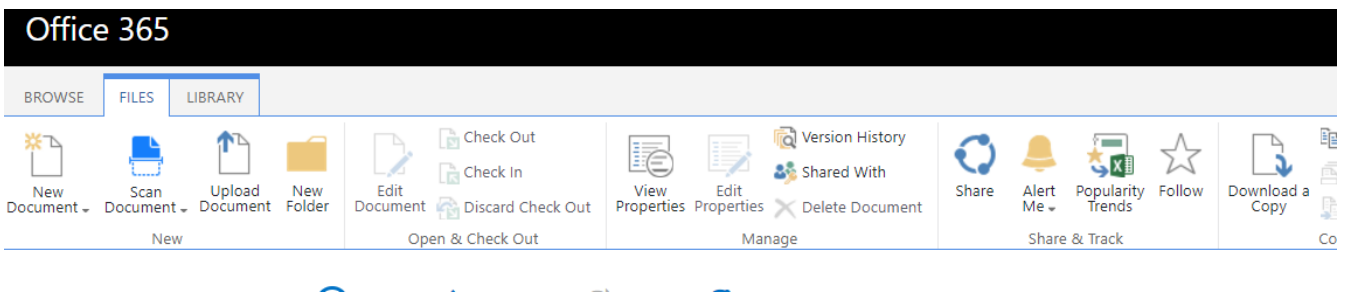 Office 365
BROWSE FILES LIBRARY
New
Document
Scan
Document
Upload
Document
New
Folder
Edit
Document
Check Out
Check In
Discard Check Out
View
Properties
Edit
Properties
Version History
Shared With
Delete Document
Share
Alert
Me
Popularity
Trends
Follow
Download a
Copy
New
Open & Check Out
Manage
Share & Track
Co